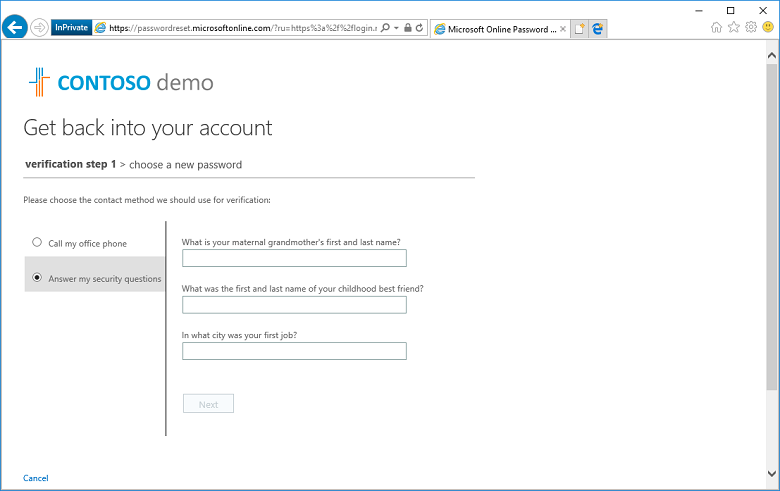 InPrivate
https://passwordreset.microsoftonline.com/?ru=https%3a%2f%2flogin.r
Microsoft Online Password ...
CONTOSO demo
Get back into your account
verification step 1 > choose a new password
Please choose the contact method we should use for verification:
Call my office phone
Answer my security questions
What is your maternal grandmother's first and last name?
What was the first and last name of your childhood best friend?
In what city was your first job?
Next
Cancel